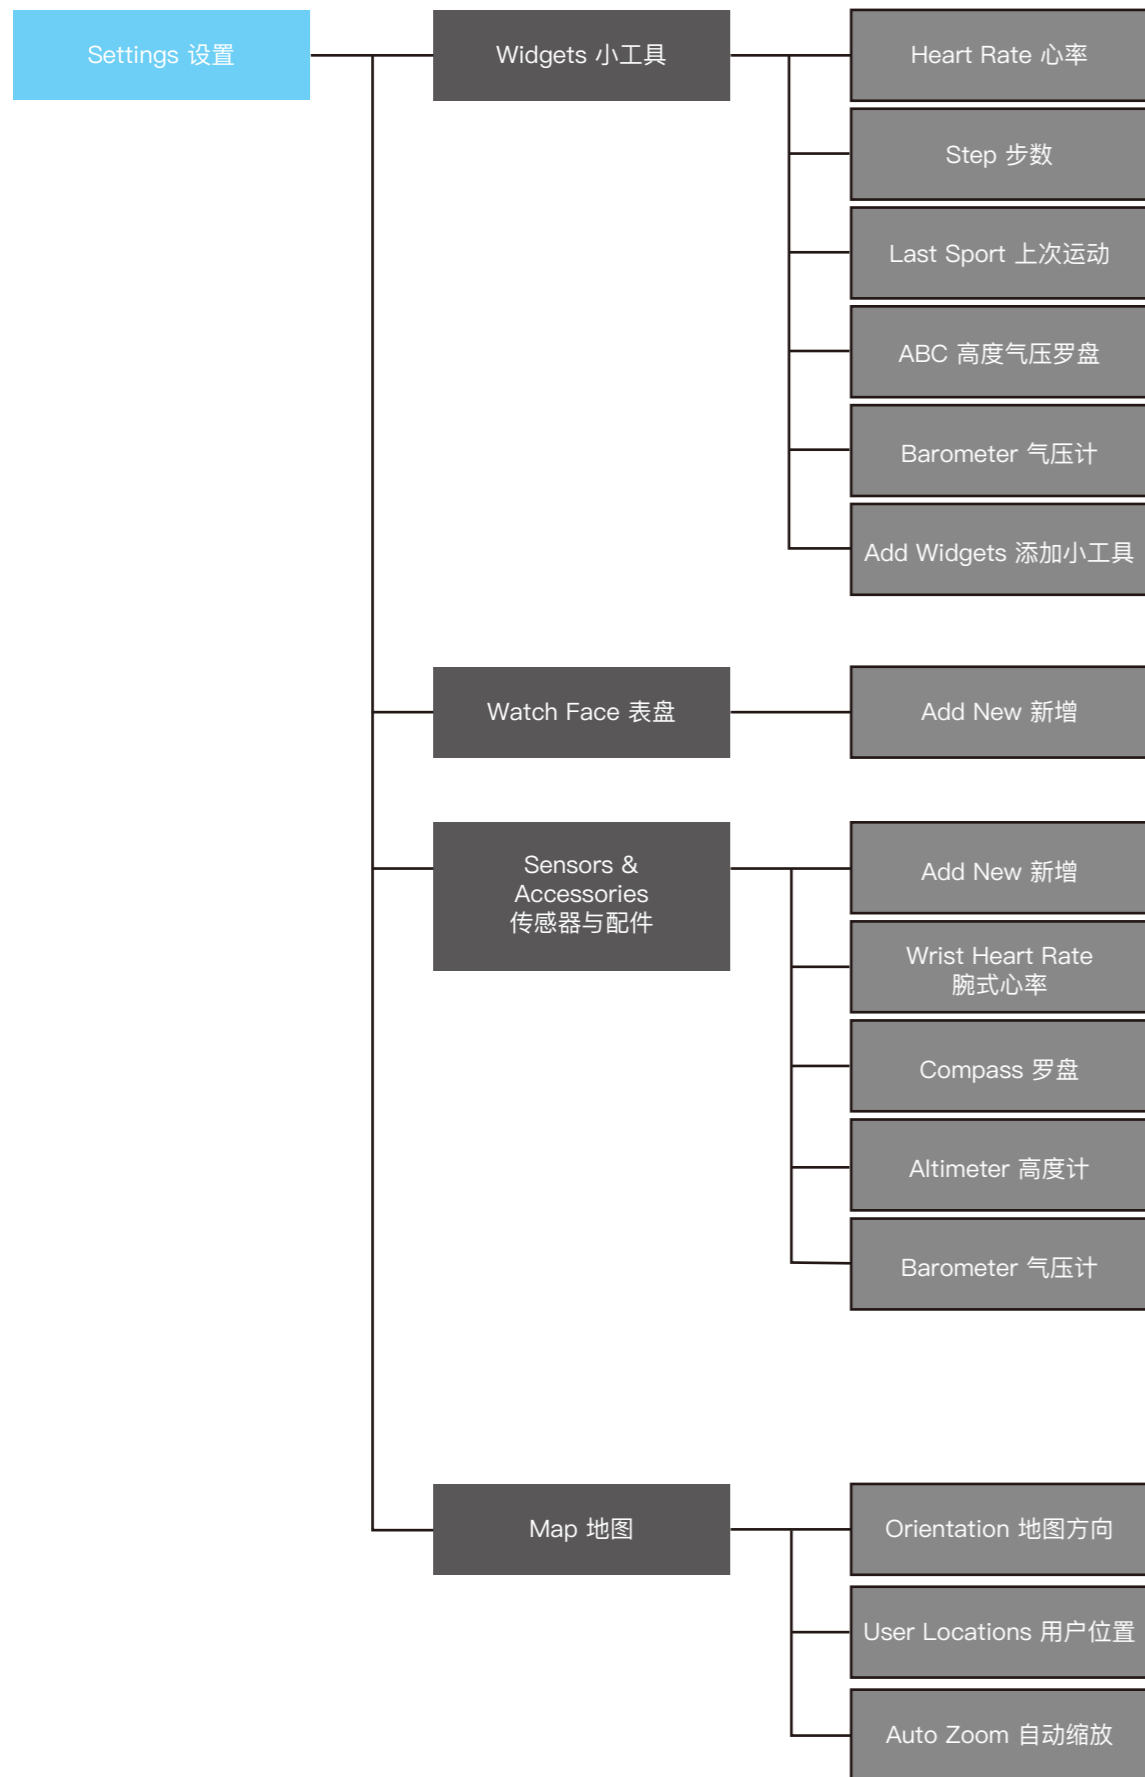 Settings 设置
Widgets 小工具
Heart Rate 心率
Step 步数
Last Sport 上次运动
ABC 高度气压罗盘
Barometer 气压计
Add Widgets 添加小工具
Watch Face 表盘
Add New 新增
Sensors &
Accessories
传感器与配件
Add New 新增
Wrist Heart Rate
腕式心率
Compass 罗盘
Altimeter 高度计
Barometer 气压计
Map 地图
Orientation 地图方向
User Locations 用户位置
Auto Zoom 自动缩放